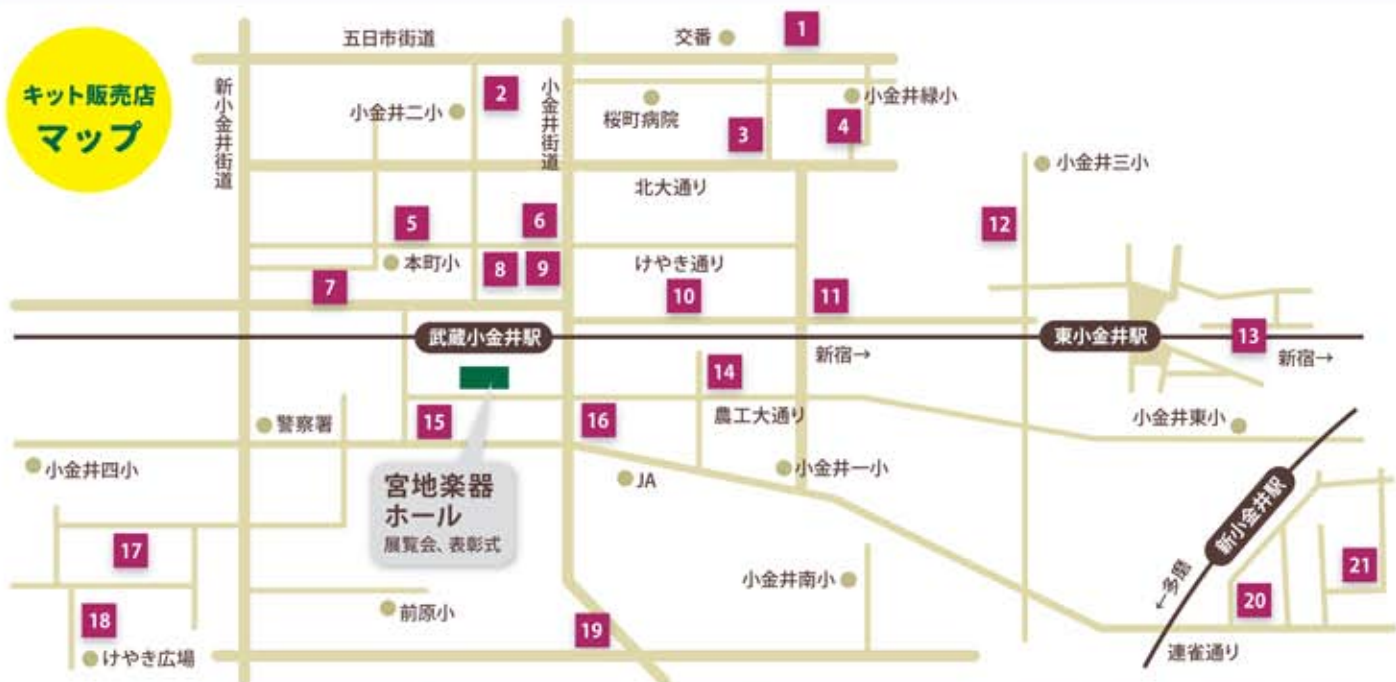 キット販売店
マップ
五日市街道
交番
1
新小金井街道
小金井二小
2
小金井街道
桜町病院
3
4
小金井緑小
北大通り
小金井三小
5
6
12
本町小
8
9
けやき通り
7
10
11
武蔵小金井駅
新宿→
東小金井駅
13
新宿→
14
農工大通り
警察署
15
16
小金井東小
小金井四小
宮地楽器
ホール
展覧会、表彰式
JA
小金井一小
新小金井駅
←多磨
17
小金井南小
21
18
前原小
19
20
けやき広場
連雀通り